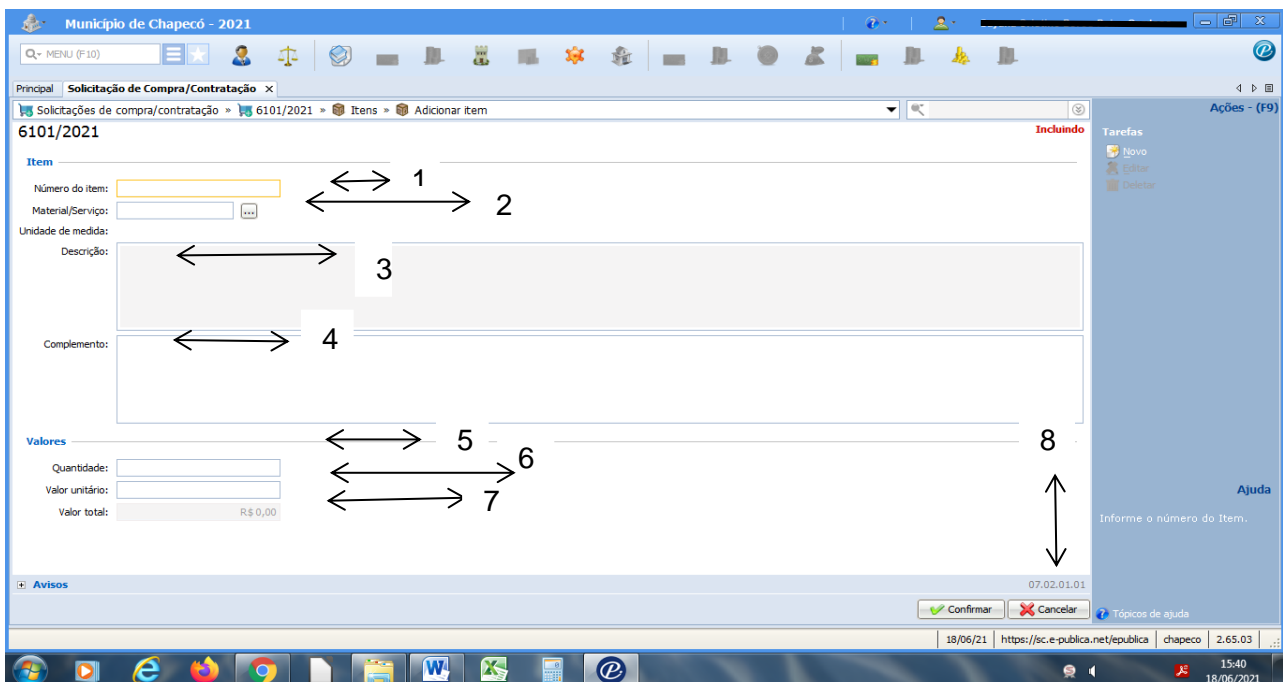 Município de Chapecó - 2021
MENU (F10)
Principal Solicitação de Compra/Contratação x
Solicitações de compra/contratação » 6101/2021 » Itens » Adicionar item
Ações - (F9)
6101/2021
Incluindo
Tarefas
Novo
Editar
Deletar
Item
Número do item:
1
Material/Serviço: ...
2
Unidade de medida:
Descrição:
3
Complemento:
4
Valores
5
8
Quantidade:
6
Valor unitário:
7
Valor total: R$ 0,00
Ajuda
Informe o número do Item.
Avisos
07.02.01.01
Confirmar
Cancelar
Tópicos de ajuda
18/06/21 https://sc.e-publica.net/epublica chapeco 2.65.03
15:40
18/06/2021